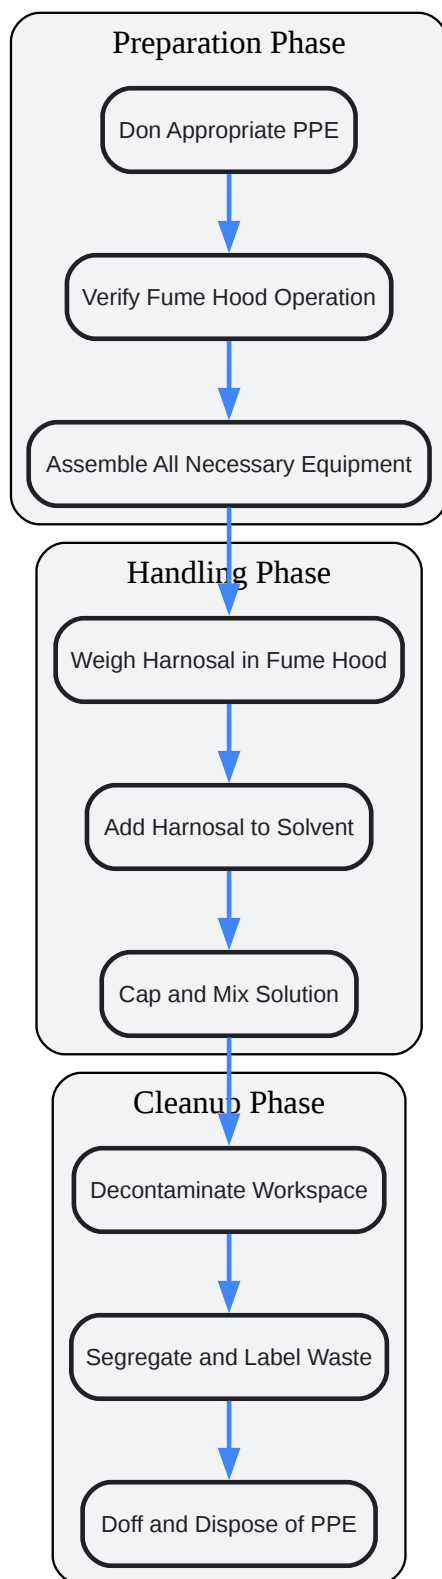 Preparation Phase
Don Appropriate PPE
Verify Fume Hood Operation
Assemble All Necessary Equipment
Handling Phase
Weigh Harnosal in Fume Hood
Add Harnosal to Solvent
Cap and Mix Solution
Cleanup Phase
Decontaminate Workspace
Segregate and Label Waste
Doff and Dispose of PPE